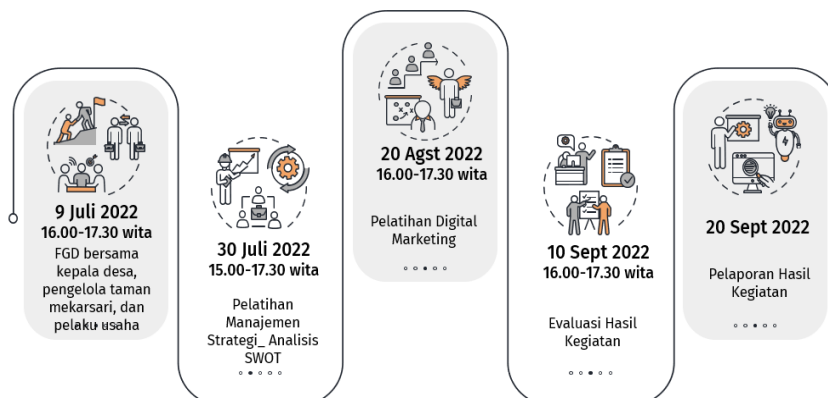 9 Juli 2022
16.00-17.30 wita
FGD bersama
kepala desa,
pengelola taman
mekarsari, dan
pelaku usaha
30 Juli 2022
15.00-17.30 wita
Pelatihan
Manajemen
Strategi_ Analisis
SWOT
20 Agst 2022
16.00-17.30 wita
Pelatihan Digital
Marketing
10 Sept 2022
16.00-17.30 wita
Evaluasi Hasil
Kegiatan
20 Sept 2022
Pelaporan Hasil
Kegiatan